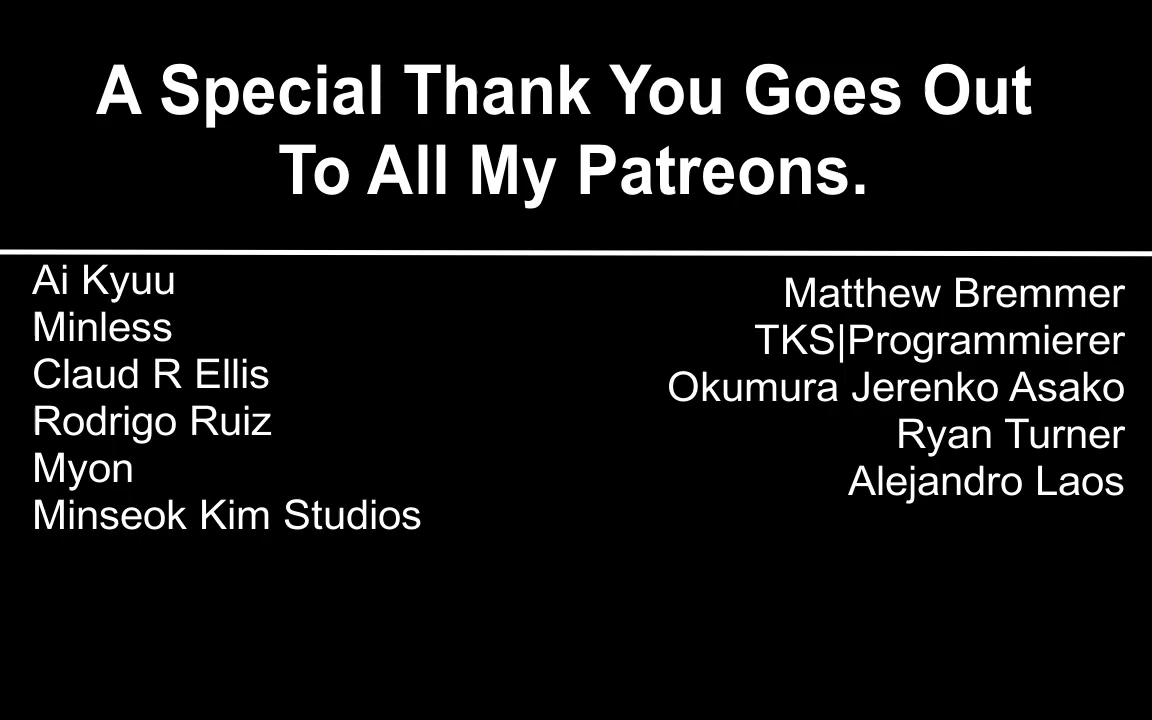 A Special Thank You Goes Out
To All My Patreons.
Ai Kyuu
Minless
Claud R Ellis
Rodrigo Ruiz
Myon
Minseok Kim Studios
Matthew Bremmer
TKS|Programmierer
Okumura Jerenko Asako
Ryan Turner
Alejandro Laos